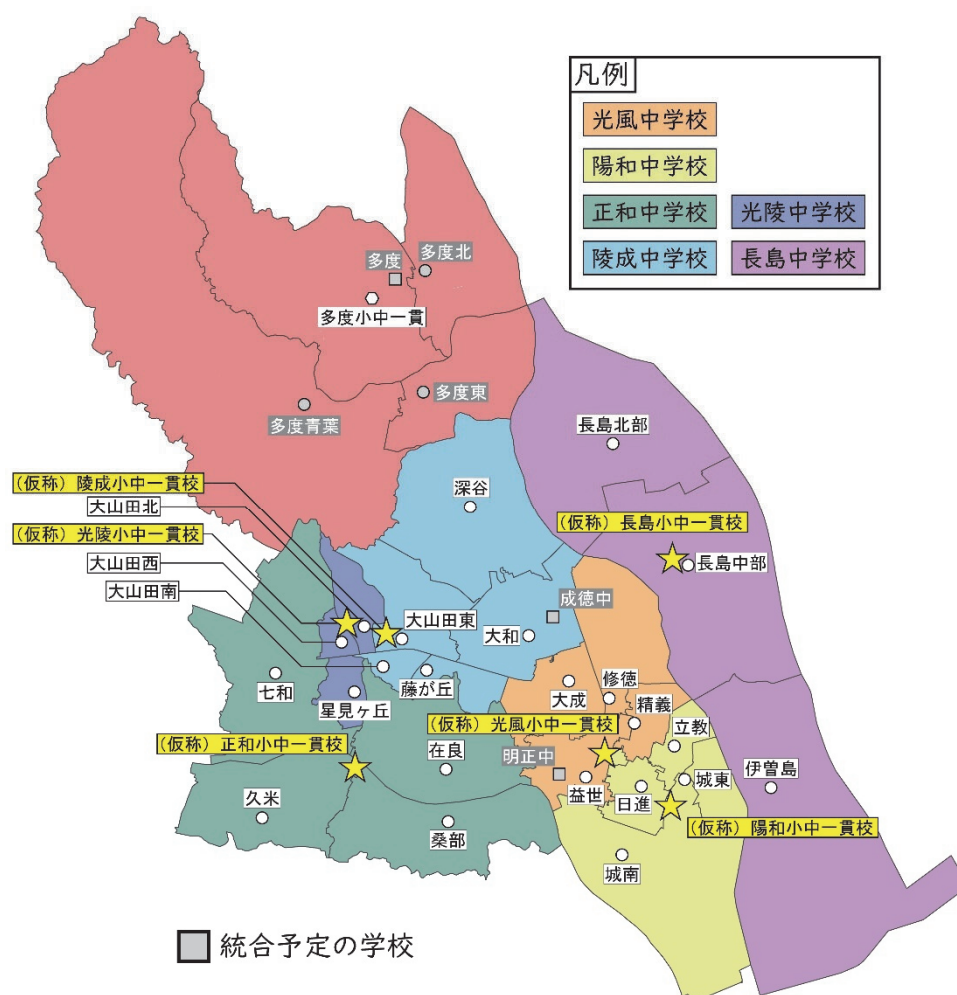 凡例
光風中学校
陽和中学校
正和中学校
光陵中学校
陵成中学校
長島中学校
多度
多度北
多度小中一貫
多度東
多度青葉
長島北部
(仮称) 陵成小中一貫校
深谷
大山田北
(仮称) 長島小中一貫校
(仮称) 光陵小中一貫校
大山田西
長島中部
大山田南
成徳中
大山田東
大和
七和
藤が丘
大成
修徳
星見ヶ丘
精義
(仮称) 光風小中一貫校
立教
(仮称) 正和小中一貫校
在良
明正中
城東
伊曽島
久米
益世
日進
桑部
(仮称) 陽和小中一貫校
城南
統合予定の学校